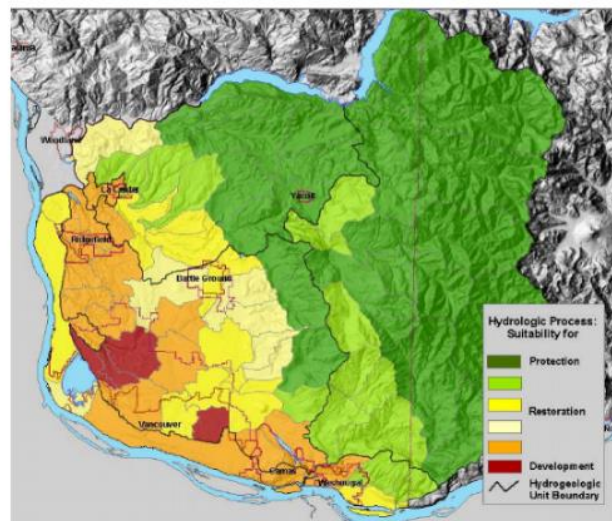 Woodland
La Center
Yacolt
Ridgefield
Battle Ground
Vancouver
Camas
Washougal
Hydrologic Process:
Suitability for
Protection
Restoration
Development
Hydrogeologic
Unit Boundary